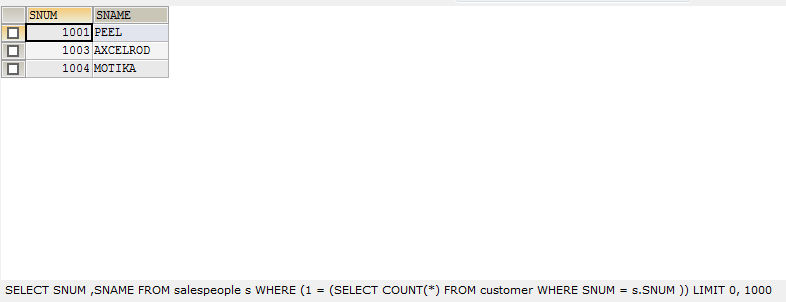 SNUM SNAME
1001 PEEL
1003 AXCELROD
1004 MOTIKA
SELECT SNUM ,SNAME FROM salespeople s WHERE (1 = (SELECT COUNT(*) FROM customer WHERE SNUM = s.SNUM )) LIMIT 0, 1000